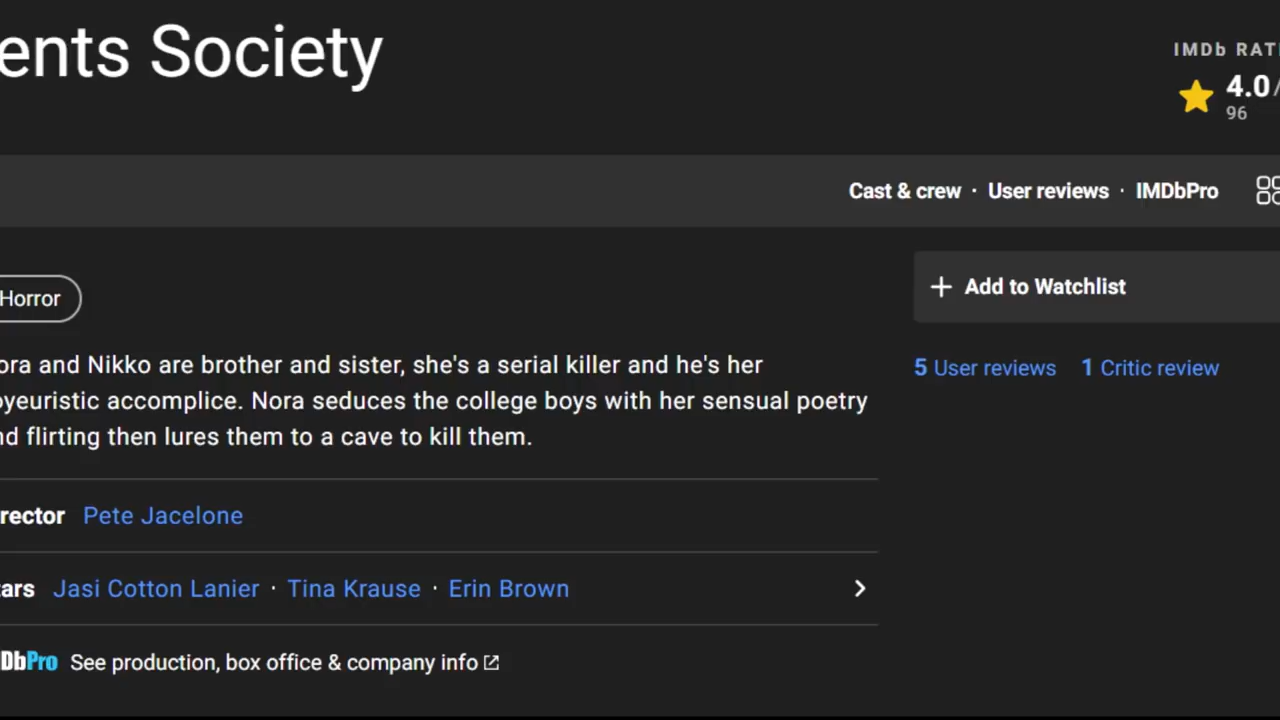 ents Society
IMDb RAT
4.0/
96
Cast & crew · User reviews · IMDbPro
+ Add to Watchlist
5 User reviews 1 Critic review
Horror
ora and Nikko are brother and sister, she's a serial killer and he's her
oyeuristic accomplice. Nora seduces the college boys with her sensual poetry
nd flirting then lures them to a cave to kill them.
rector Pete Jacelone
ars Jasi Cotton Lanier · Tina Krause · Erin Brown
DbPro See production, box office & company info